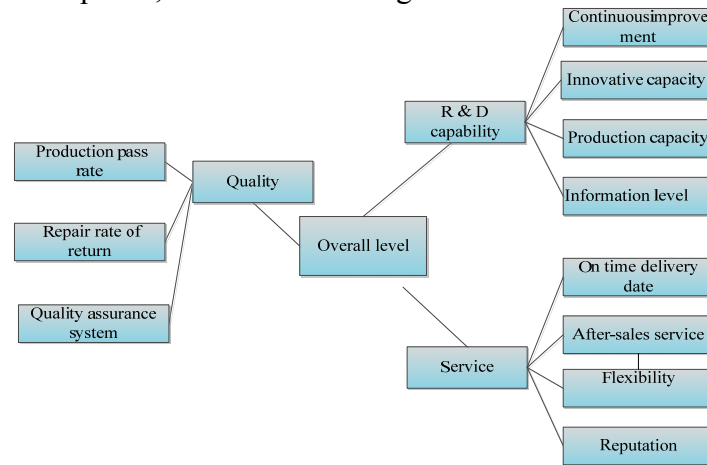 Continuousimprove
ment
Innovative capacity
R & D
capability
Production capacity
Production pass
rate
Quality
Information level
Repair rate of
return
Overall level
On time delivery
date
Quality assurance
system
After-sales service
Service
Flexibility
Reputation